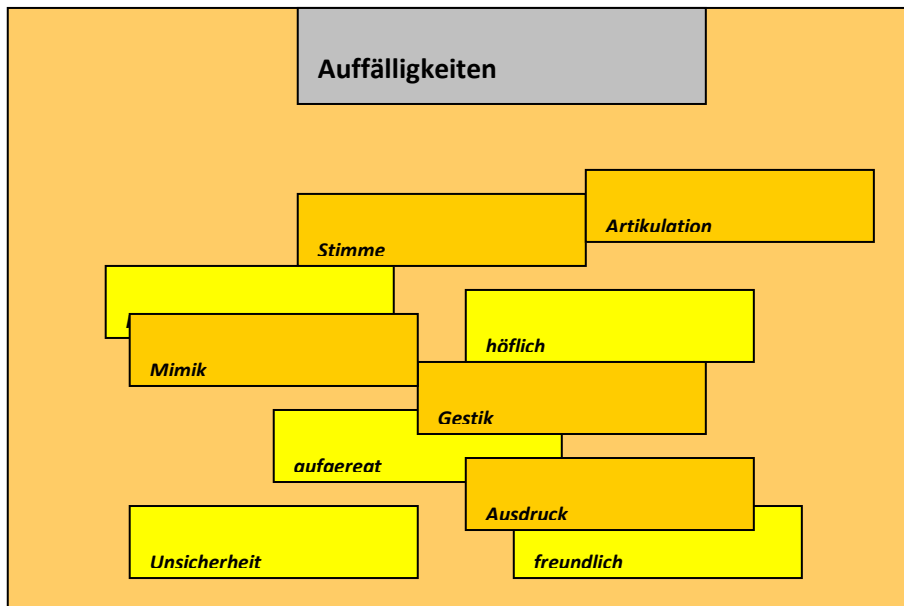 Auffälligkeiten
Artikulation
Stimme
höflich
Mimik
Gestik
aufgeregt
Ausdruck
Unsicherheit
freundlich